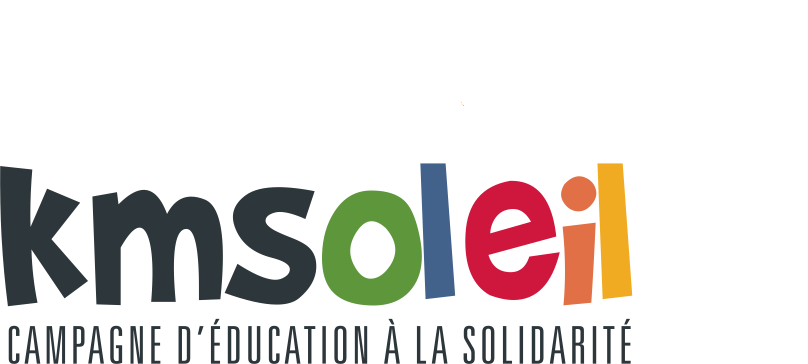 kmsoleil
CAMPAGNE D'ÉDUCATION À LA SOLIDARITÉ